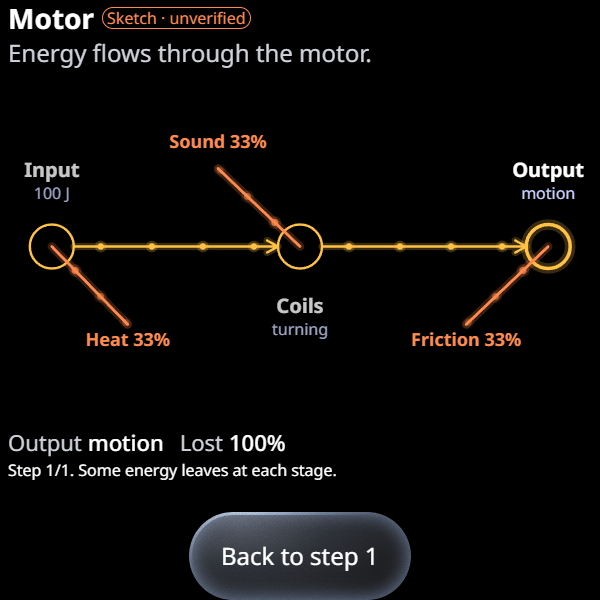 Motor
Sketch · unverified
Energy flows through the motor.
Sound 33%
Input
100 J
Output
motion
Coils
turning
Heat 33%
Friction 33%
Output motion Lost 100%
Step 1/1. Some energy leaves at each stage.
Back to step 1